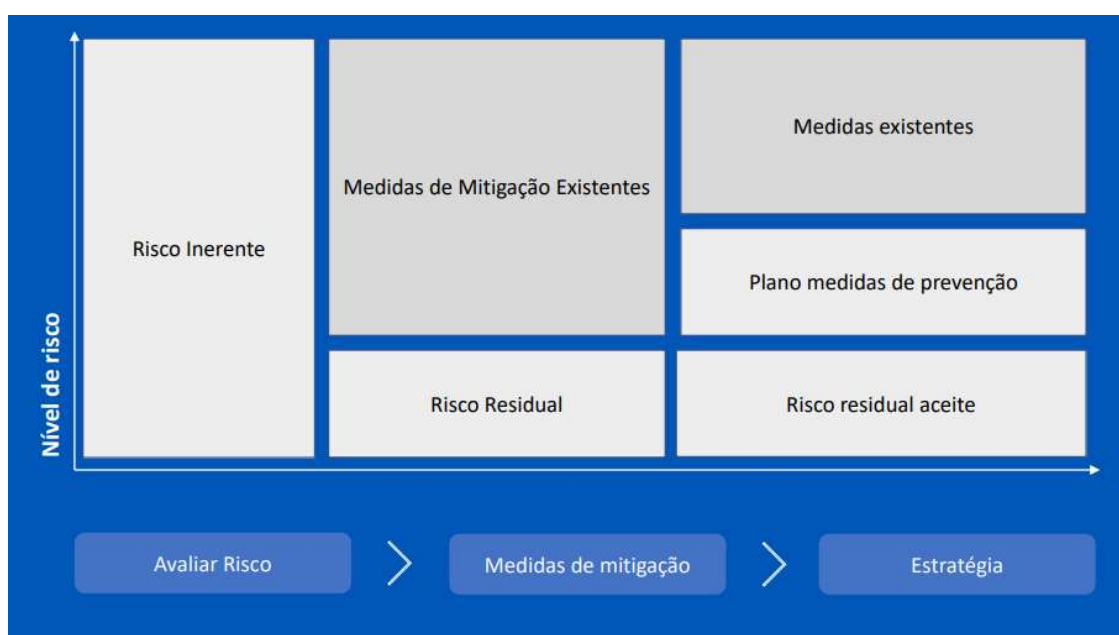 Nível de risco
Risco Inerente
Medidas de Mitigação Existentes
Risco Residual
Medidas existentes
Plano medidas de prevenção
Risco residual aceite
Avaliar Risco
Medidas de mitigação
Estratégia